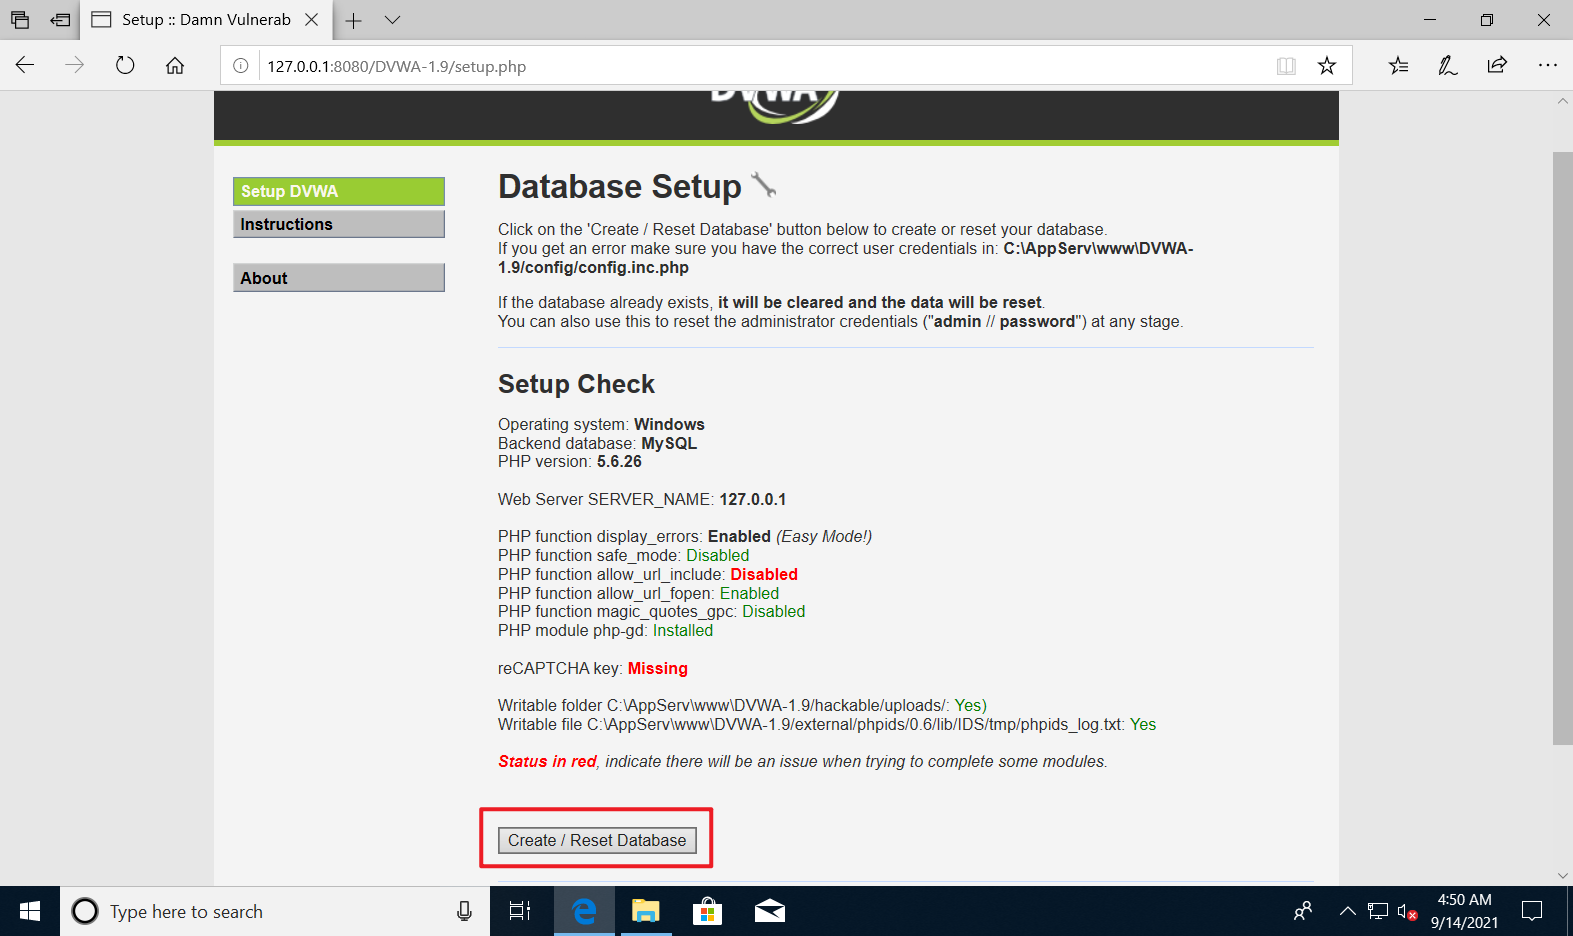 Setup :: Damn Vulnerab
127.0.0.1:8080/DVWA-1.9/setup.php
DVWA
Setup DVWA
Instructions
About
Database Setup
Click on the 'Create / Reset Database' button below to create or reset your database.
If you get an error make sure you have the correct user credentials in: C:\AppServ\www\DVWA-
1.9/config/config.inc.php
If the database already exists, it will be cleared and the data will be reset.
You can also use this to reset the administrator credentials ("admin // password") at any stage.
Setup Check
Operating system: Windows
Backend database: MySQL
PHP version: 5.6.26
Web Server SERVER_NAME: 127.0.0.1
PHP function display_errors: Enabled (Easy Mode!)
PHP function safe_mode: Disabled
PHP function allow_url_include: Disabled
PHP function allow_url_fopen: Enabled
PHP function magic_quotes_gpc: Disabled
PHP module php-gd: Installed
reCAPTCHA key: Missing
Writable folder C:\AppServ\www\DVWA-1.9/hackable/uploads/: Yes)
Writable file C:\AppServ\www\DVWA-1.9/external/phpids/0.6/lib/IDS/tmp/phpids_log.txt: Yes
Status in red, indicate there will be an issue when trying to complete some modules.
Create / Reset Database
Type here to search
4:50 AM
9/14/2021